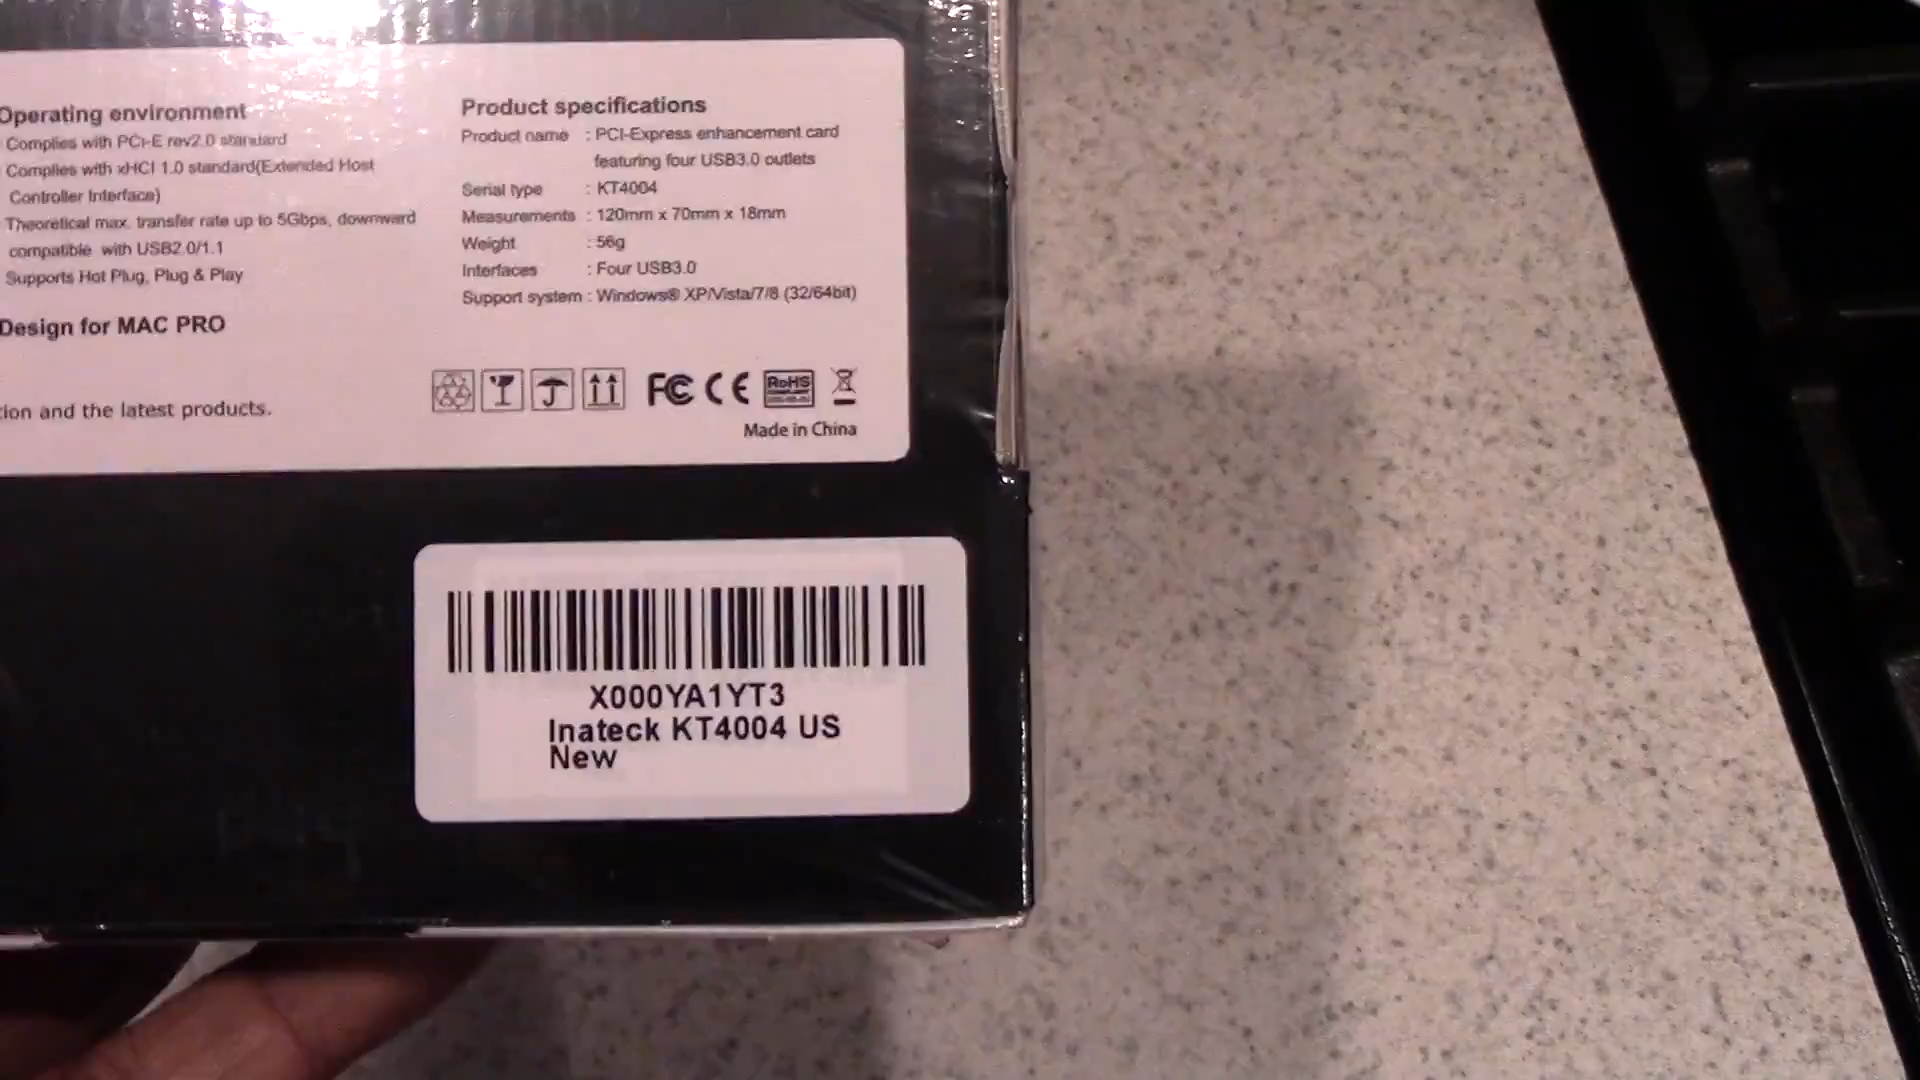 Operating environment
Complies with PCI-E rev2.0 standard
Complies with xHCI 1.0 standard(Extended Host
Controller Interface)
Theoretical max. transfer rate up to 5Gbps, downward
compatible with USB2.0/1.1
Supports Hot Plug, Plug & Play
Design for MAC PRO
tion and the latest products.
Product specifications
Product name : PCI-Express enhancement card
featuring four USB3.0 outlets
Serial type : KT4004
Measurements : 120mm x 70mm x 18mm
Weight : 56g
Interfaces : Four USB3.0
Support system : Windows® XP/Vista/7/8 (32/64bit)
FC CE RoHS
Made in China
X000YA1YT3
Inateck KT4004 US
New